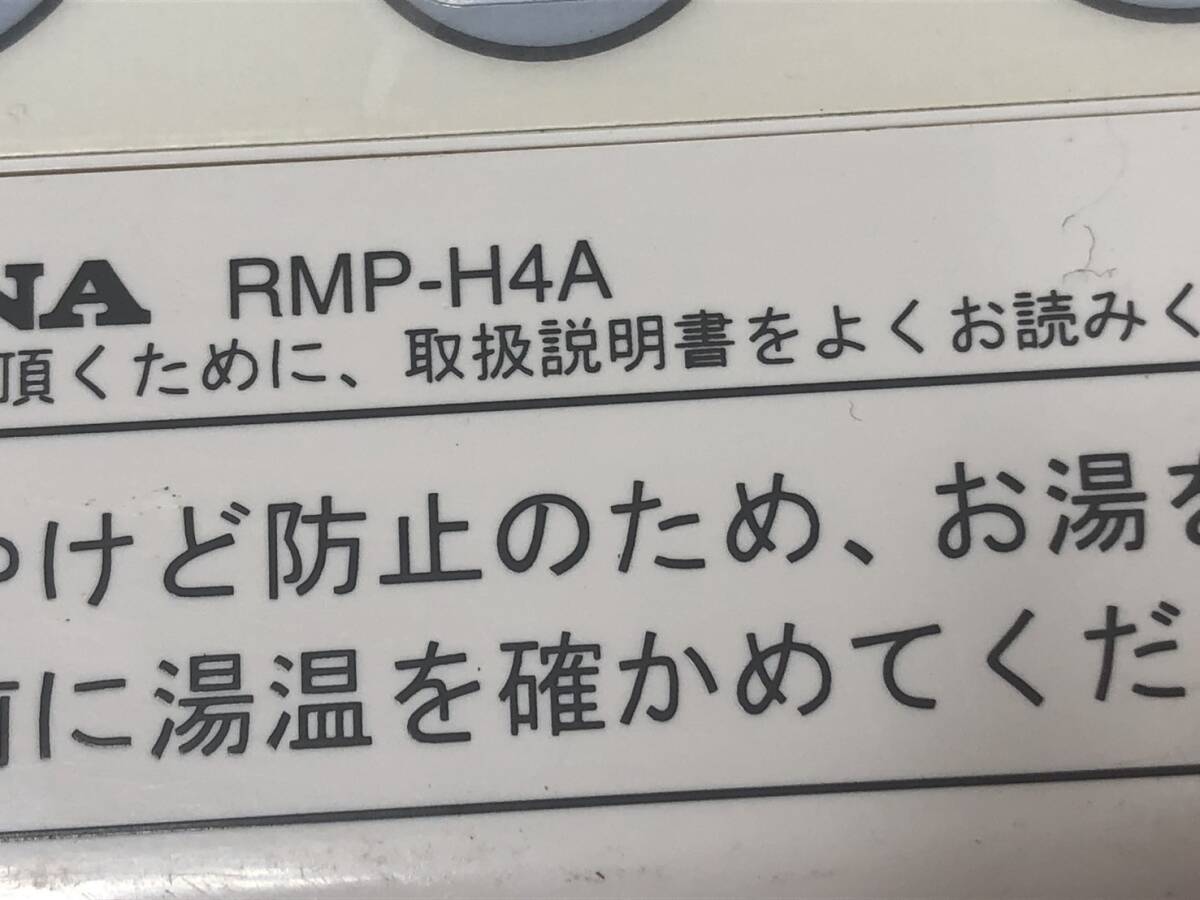 NA RMP-H4A
頂くために、取扱説明書をよくお読みく
やけど防止のため、お湯を
前に湯温を確かめてくだ